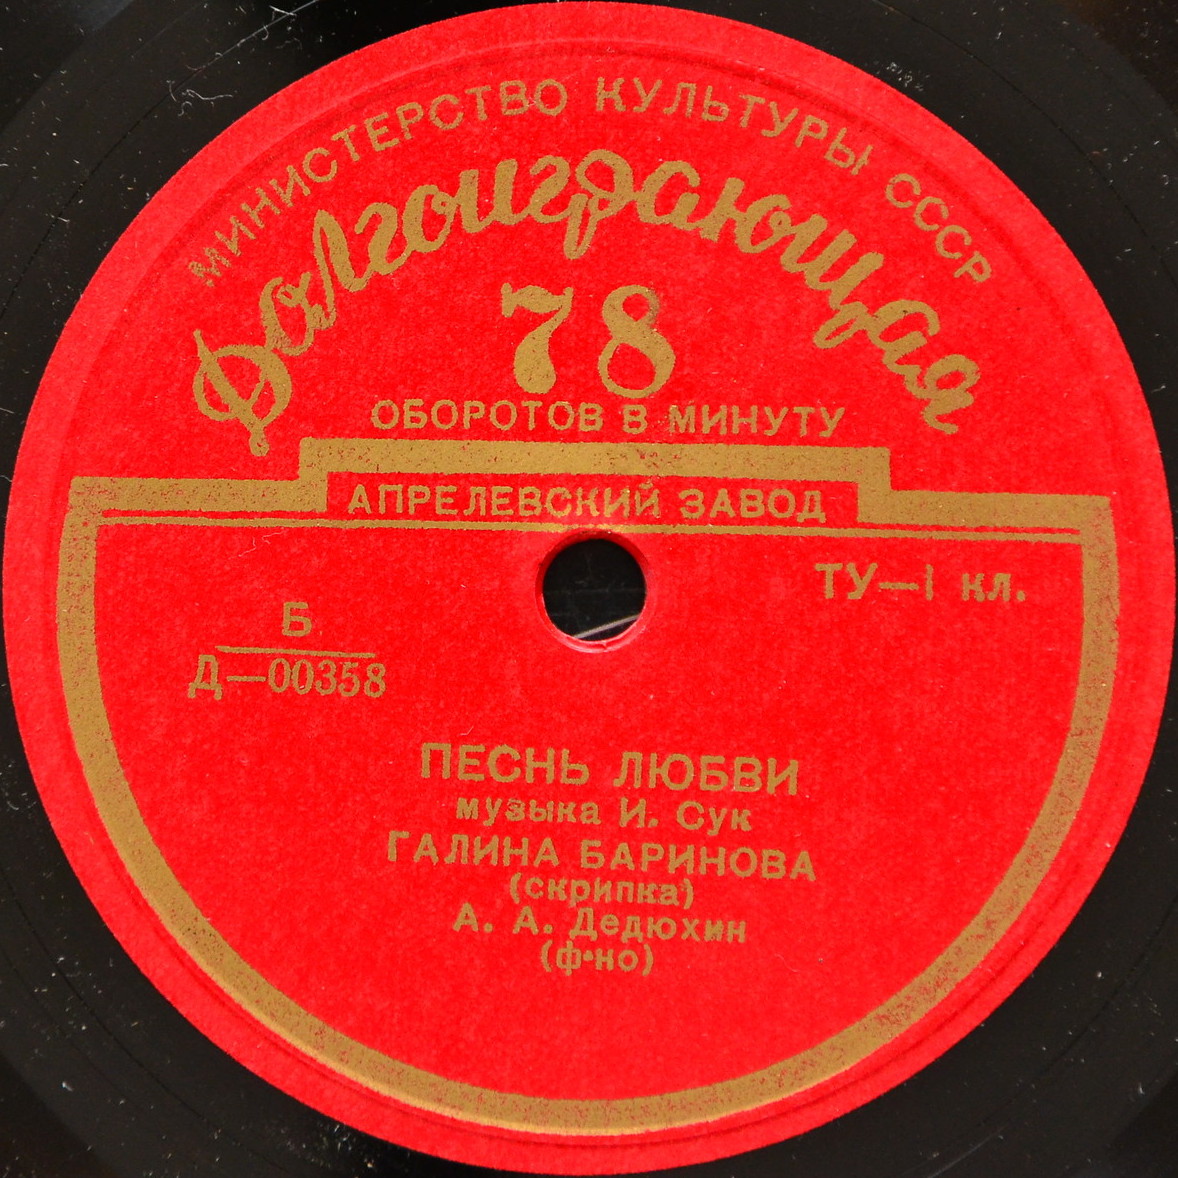 МИНИСТЕРСТВО КУЛЬТУРЫ СССР
Долгоиграющая
78
ОБОРОТОВ В МИНУТУ
АПРЕЛЕВСКИЙ ЗАВОД
ТУ—1 кл.
Б
Д—00358
ПЕСНЬ ЛЮБВИ
музыка И. Сук
ГАЛИНА БАРИНОВА
(скрипка)
А. А. Дедюхин
(ф-но)